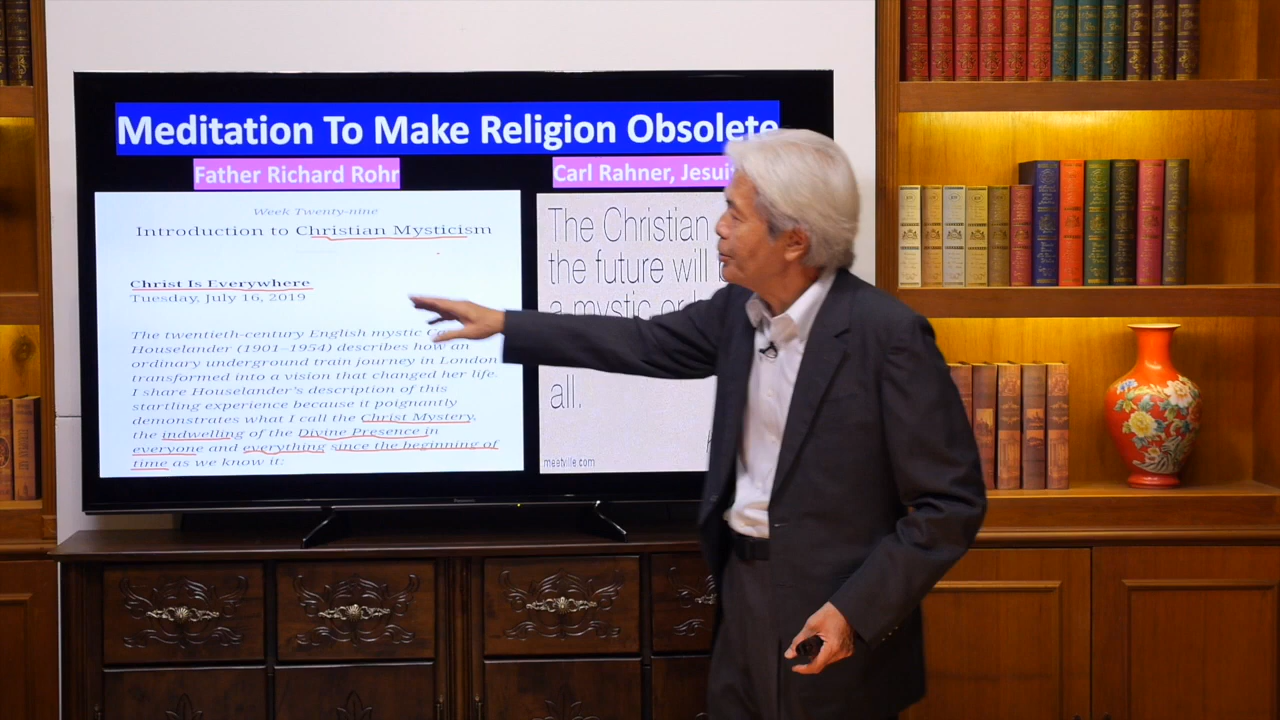 Meditation To Make Religion Obsolete
Father Richard Rohr
Carl Rahner, Jesui
Week Twenty-nine
Introduction to Christian Mysticism
Christ Is Everywhere
Tuesday, July 16, 2019
The twentieth-century English mystic
Houselander (1901–1954) describes how an
ordinary underground train journey in London
transformed into a vision that changed her life.
I share Houselander's description of this
startling experience because it poignantly
demonstrates what I call the Christ Mystery,
the indwelling of the Divine Presence in
everyone and everything since the beginning of
time as we know it:
The Christian
the future will
a mystic or
all.
meetville.com